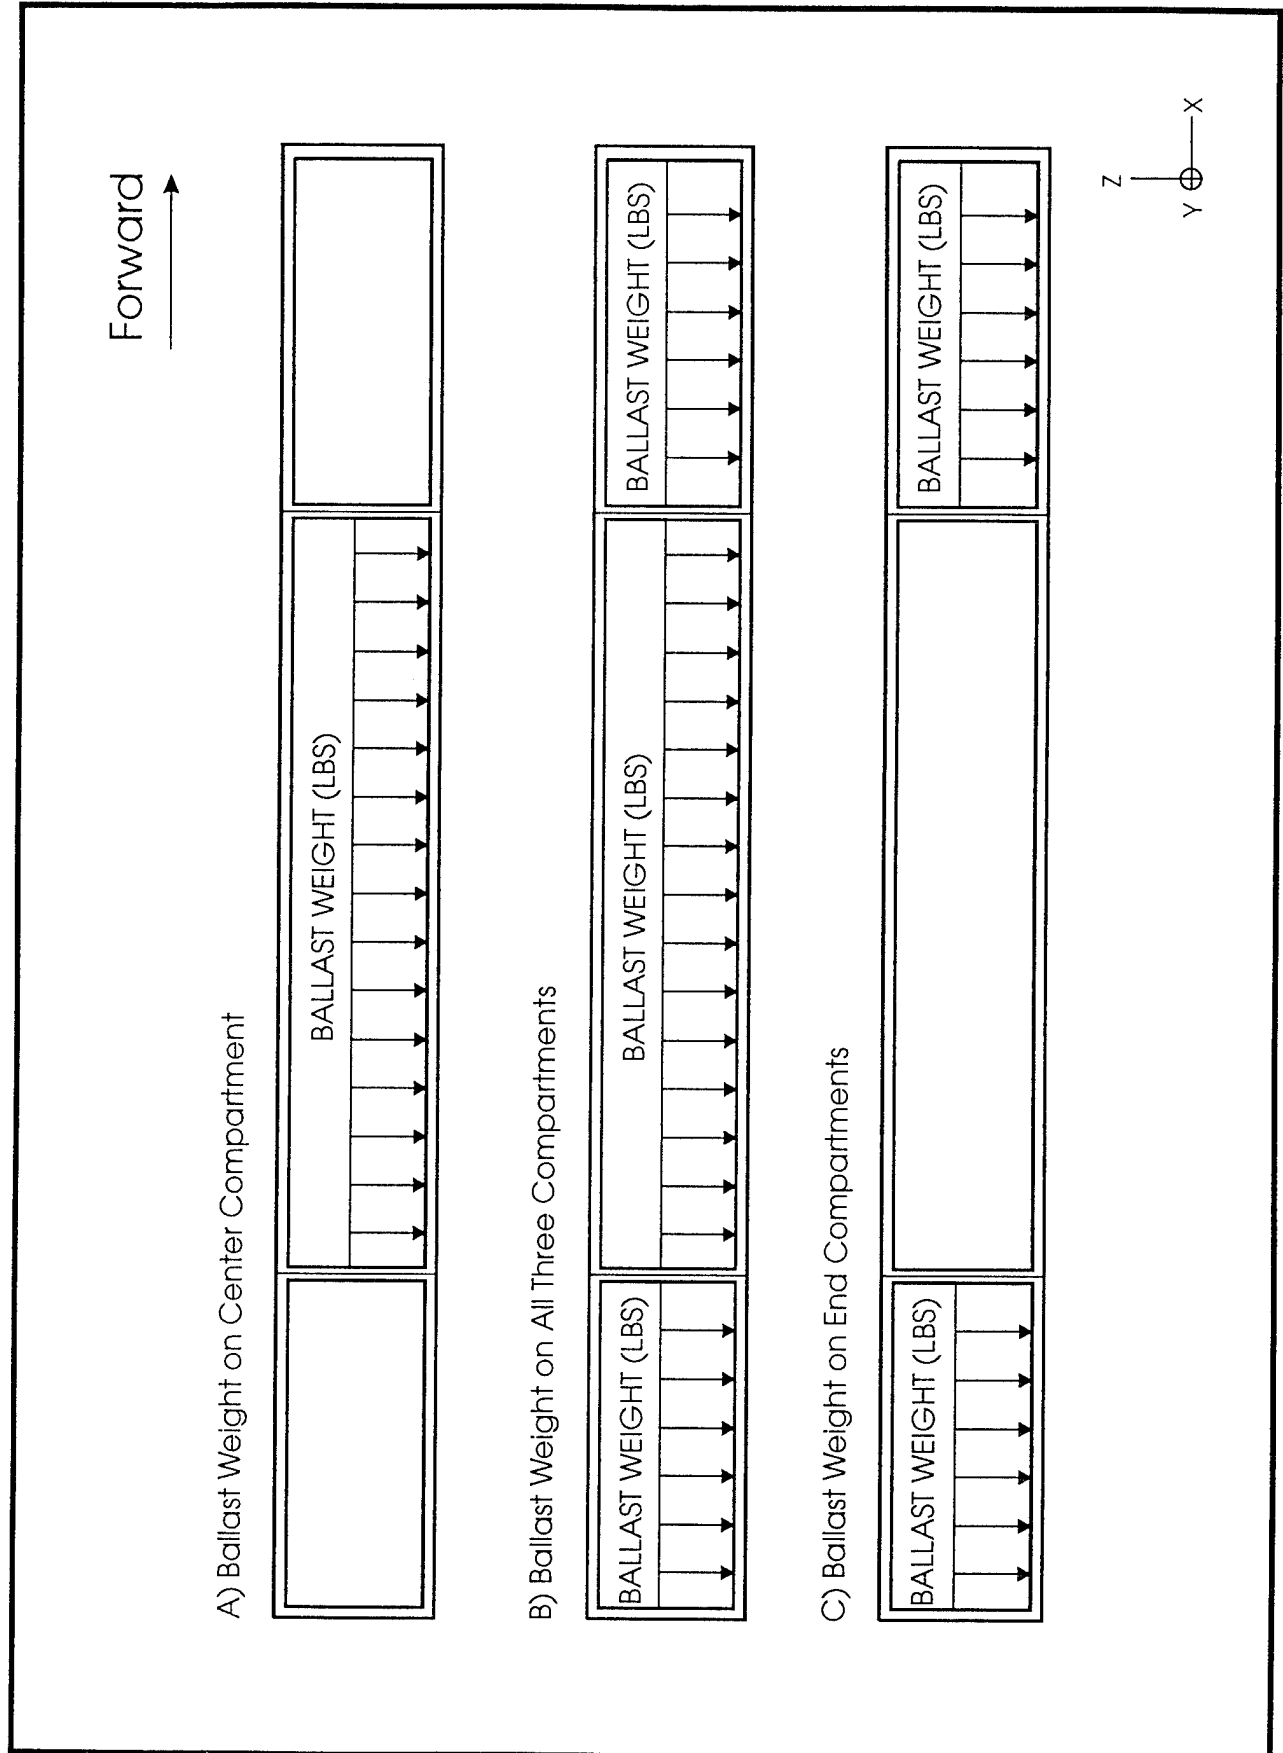 Forward
A) Ballast Weight on Center Compartment
BALLAST WEIGHT (LBS)
B) Ballast Weight on All Three Compartments
BALLAST WEIGHT (LBS)
BALLAST WEIGHT (LBS)
BALLAST WEIGHT (LBS)
C) Ballast Weight on End Compartments
BALLAST WEIGHT (LBS)
BALLAST WEIGHT (LBS)
Z
Y
X